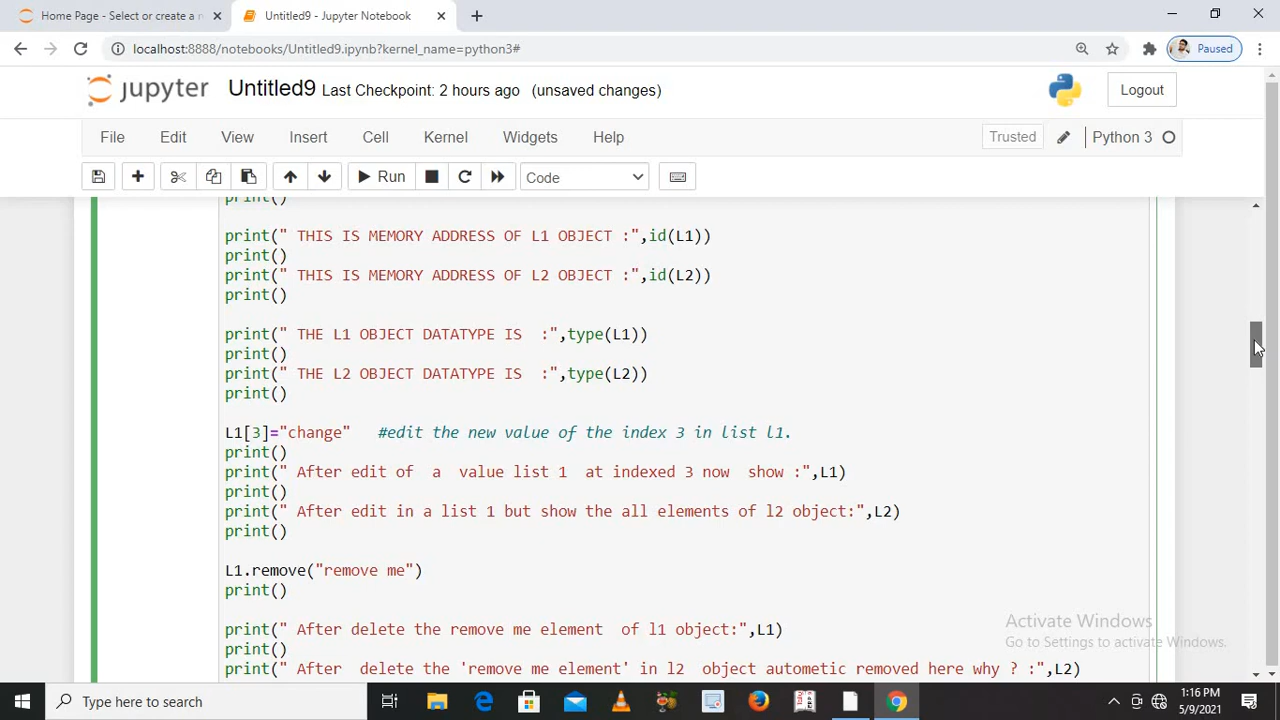 Home Page - Select or create a n
Untitled9 - Jupyter Notebook
localhost:8888/notebooks/Untitled9.ipynb?kernel_name=python3#
Paused
jupyter Untitled9 Last Checkpoint: 2 hours ago (unsaved changes)
Logout
File Edit View Insert Cell Kernel Widgets Help
Trusted
Python 3
Run
Code
print()
print(" THIS IS MEMORY ADDRESS OF L1 OBJECT :",id(L1))
print()
print(" THIS IS MEMORY ADDRESS OF L2 OBJECT :",id(L2))
print()
print(" THE L1 OBJECT DATATYPE IS  :",type(L1))
print()
print(" THE L2 OBJECT DATATYPE IS  :",type(L2))
print()
L1[3]="change"   #edit the new value of the index 3 in list l1.
print()
print(" After edit of  a  value list 1  at indexed 3 now  show :",L1)
print()
print(" After edit in a list 1 but show the all elements of l2 object:",L2)
print()
L1.remove("remove me")
print()
print(" After delete the remove me element  of l1 object:",L1)
print()
print(" After  delete the 'remove me element' in l2  object autometic removed here why ? :",L2)
Activate Windows
Go to Settings to activate Windows.
Type here to search
1:16 PM
5/9/2021